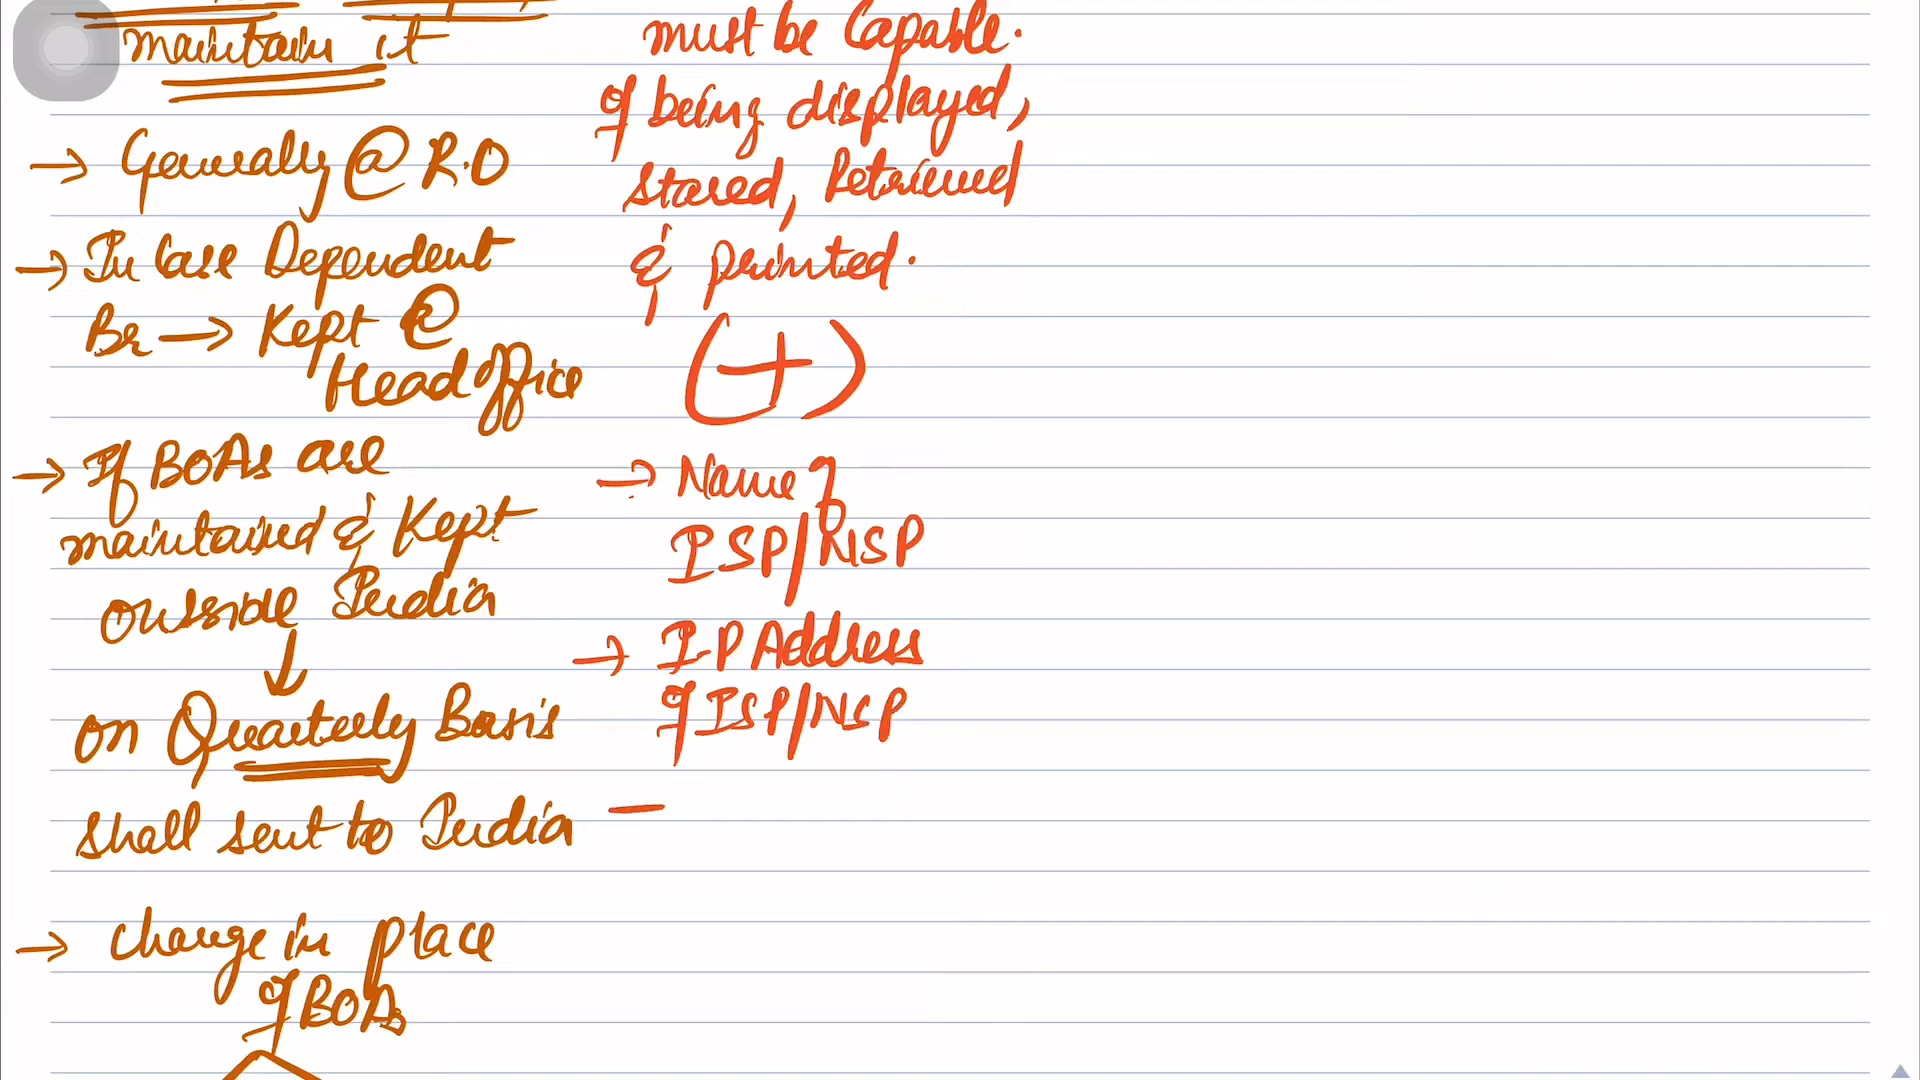 maintain it
→ Generally @ R.O
→ In Case Dependent
Br → Kept @
Head office
→ If BOAs are
maintained & Kept
outside India
↓
on Quarterly Basis
shall sent to India
→ Change in place
of BOAs
must be Capable.
of being displayed,
stored, Retrieved
& printed.
(+)
→ Name of
ISP/NSP
→ IP Address
of ISP/NSP
–